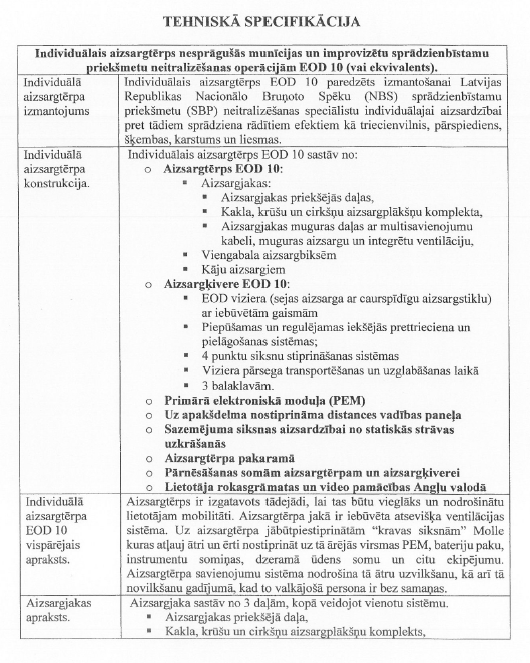 TEHNISKĀ SPECIFIKĀCIJA
Individuālais aizsargtērps nesprāgušās munīcijas un improvizētu sprādzienbīstamu
priekšmetu neitralizēšanas operācijām EOD 10 (vai ekvivalents).
Individuālā
aizsargtērpa
izmantojums
Individuālais aizsargtērps EOD 10 paredzēts izmantošanai Latvijas
Republikas Nacionālo Bruņoto Spēku (NBS) sprādzienbīstamu
priekšmetu (SBP) neitralizēšanas speciālistu individuālajai aizsardzībai
pret tādiem sprādziena radītiem efektiem kā triecienvilnis, pārspiediens,
šķembas, karstums un liesmas.
Individuālā
aizsargtērpa
konstrukcija.
Individuālais aizsargtērps EOD 10 sastāv no:
o Aizsargtērps EOD 10:
▪ Aizsargjakas:
▪ Aizsargjakas priekšējās daļas,
▪ Kakla, krūšu un cirkšņu aizsargplākšņu komplekta,
▪ Aizsargjakas muguras daļas ar multisavienojumu
kabeli, muguras aizsargu un integrētu ventilāciju,
▪ Viengabala aizsargbiksēm
▪ Kāju aizsargiem
o Aizsargķivere EOD 10:
▪ EOD viziera (sejas aizsarga ar caurspīdīgu aizsargstiklu)
ar iebūvētām gaismām
▪ Piepūšamas un regulējamas iekšējās prettrieciena un
pielāgošanas sistēmas;
▪ 4 punktu siksnu stiprināšanas sistēmas
▪ Viziera pārsega transportēšanas un uzglabāšanas laikā
▪ 3 balaklavām.
o Primārā elektroniskā moduļa (PEM)
o Uz apakšdelma nostiprināma distances vadības paneļa
o Sazemējuma siksnas aizsardzībai no statiskās strāvas
uzkrāšanās
o Aizsargtērpa pakaramā
o Pārnēsāšanas somām aizsargtērpam un aizsargķiverei
o Lietotāja rokasgrāmatas un video pamācības Angļu valodā
Individuālā
aizsargtērpa
EOD 10
vispārējais
apraksts.
Aizsargtērps ir izgatavots tādejādi, lai tas būtu vieglāks un nodrošinātu
lietotājam mobilitāti. Aizsargtērpa jakā ir iebūvēta atsevišķa ventilācijas
sistēma. Uz aizsargtērpa jābūtpiestiprinātām “kravas siksnām” Molle
kuras atļauj ātri un ērti nostiprināt uz tā ārējās virsmas PEM, bateriju paku,
instrumentu somiņas, dzeramā ūdens somu un citu ekipējumu.
Aizsargtērpa savienojumu sistēma nodrošina tā ātru uzvilkšanu, kā arī tā
novilkšanu gadījumā, kad to valkājošā persona ir bez samaņas.
Aizsargjakas
apraksts.
Aizsargjaka sastāv no 3 daļām, kopā veidojot vienotu sistēmu.
▪ Aizsargjakas priekšējā daļa,
▪ Kakla, krūšu un cirkšņu aizsargplākšņu komplekts,